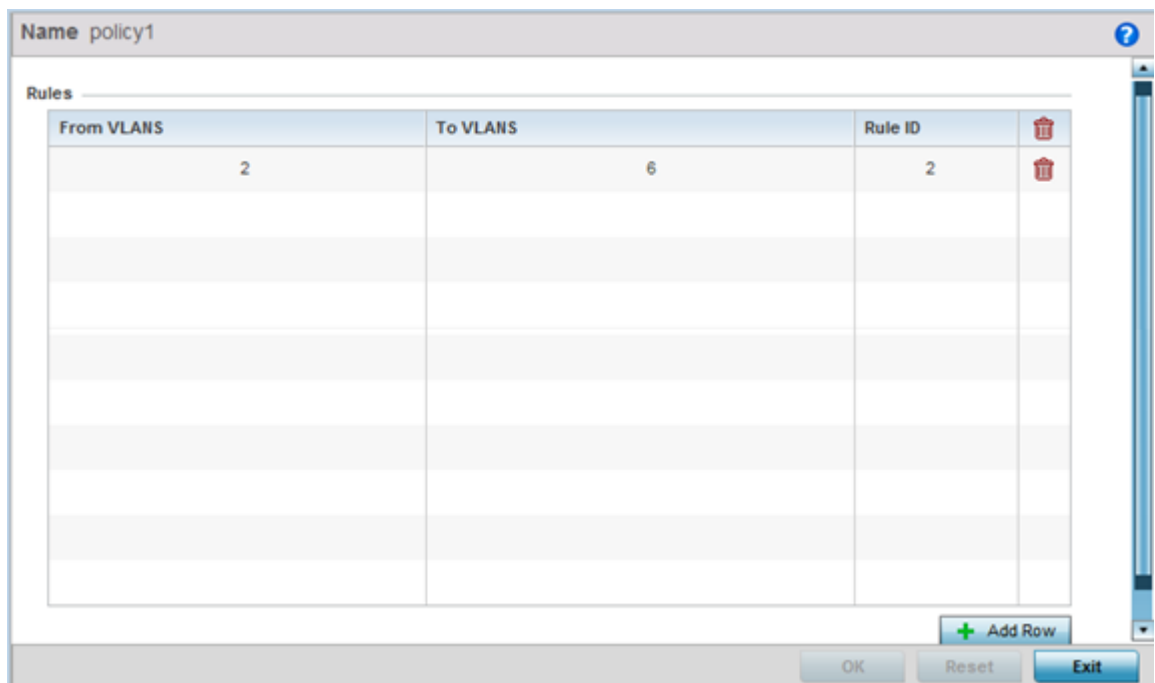 Name policy1
?
Rules
From VLANS To VLANS Rule ID
2 6 2
Add Row
OK Reset Exit